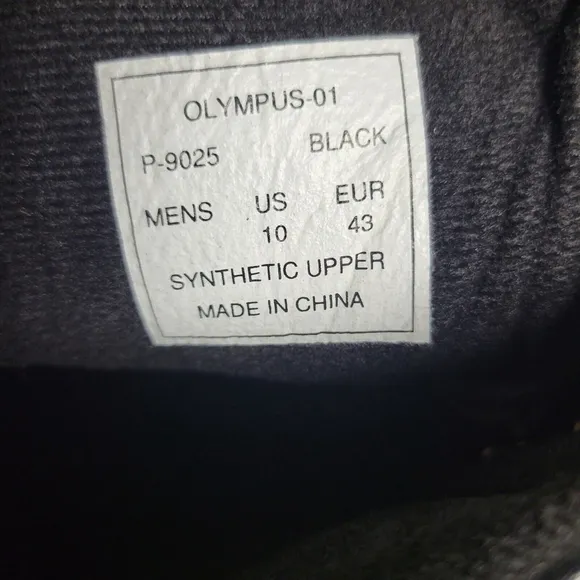 OLYMPUS-01
P-9025 BLACK
MENS US EUR
10 43
SYNTHETIC UPPER
MADE IN CHINA